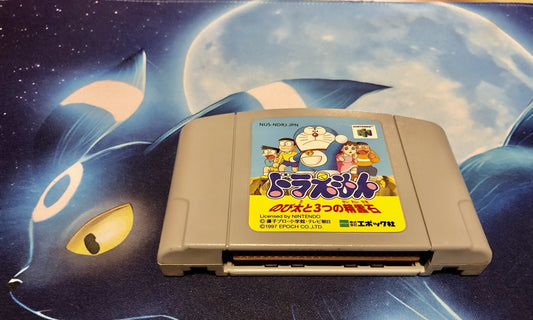 NUS-NDRJ-JPN
ドラえもん
のび太と3つの精霊石
Licensed by NINTENDO
© 藤子プロ・小学館・テレビ朝日
©1997 EPOCH CO.,LTD.
エポック社